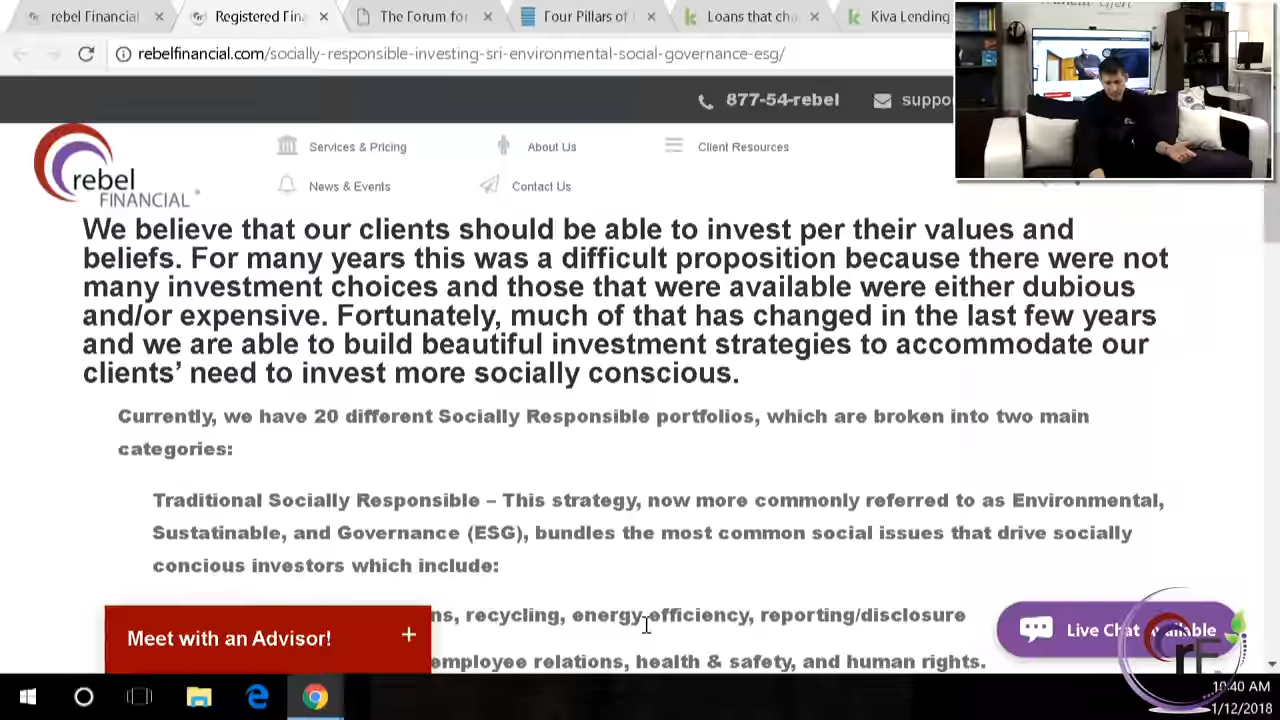 rebel Financial
Registered Fin
The Forum for
Four Pillars of
Loans that ch
Kiva Lending
rebelfinancial.com/socially-responsible-investing-sri-environmental-social-governance-esg/
877-54-rebel
suppo
Services & Pricing
About Us
Client Resources
rebel
FINANCIAL
News & Events
Contact Us
We believe that our clients should be able to invest per their values and
beliefs. For many years this was a difficult proposition because there were not
many investment choices and those that were available were either dubious
and/or expensive. Fortunately, much of that has changed in the last few years
and we are able to build beautiful investment strategies to accommodate our
clients’ need to invest more socially conscious.
Currently, we have 20 different Socially Responsible portfolios, which are broken into two main
categories:
Traditional Socially Responsible – This strategy, now more commonly referred to as Environmental,
Sustatinable, and Governance (ESG), bundles the most common social issues that drive socially
concious investors which include:
ns, recycling, energy efficiency, reporting/disclosure
Meet with an Advisor! +
Live Chat Available
employee relations, health & safety, and human rights.
rF
10:40 AM
1/12/2018